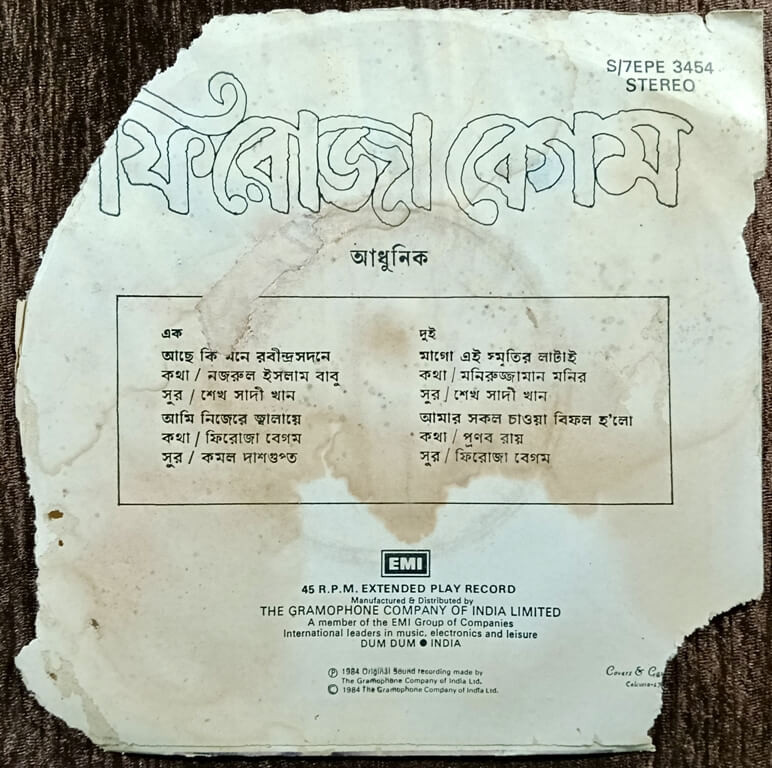 S/7EPE 3454
STEREO
ফিরোজা বেগম
আধুনিক
এক
আছে কি মনে রবীন্দ্রসদনে
কথা / নজরুল ইসলাম বাবু
সুর / শেখ সাদী খান
আমি নিজেরে জ্বালায়ে
কথা / ফিরোজা বেগম
সুর / কমল দাশগুপ্ত
দুই
মাগো এই স্মৃতির লাটাই
কথা / মনিরুজ্জামান মনির
সুর / শেখ সাদী খান
আমার সকল চাওয়া বিফল হ'লো
কথা / প্রণব রায়
সুর / ফিরোজা বেগম
EMI
45 R.P.M. EXTENDED PLAY RECORD
Manufactured & Distributed by
THE GRAMOPHONE COMPANY OF INDIA LIMITED
A member of the EMI Group of Companies
International leaders in music, electronics and leisure
DUM DUM ● INDIA
Ⓟ 1984 Original Sound recording made by
The Gramophone Company of India Ltd.
© 1984 The Gramophone Company of India Ltd.
Covers &